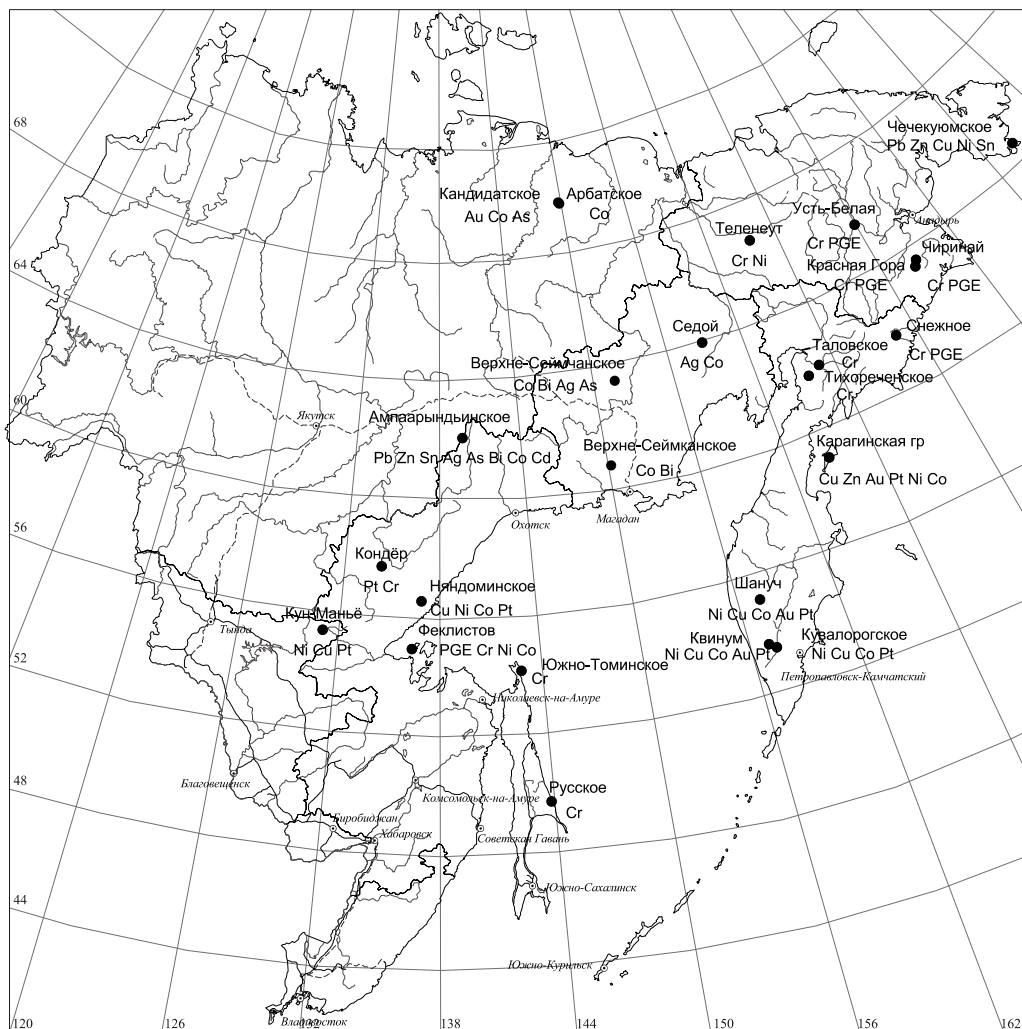 68
64
60
56
52
48
44
120
126
132
138
144
150
156
162
Чечекуюмское
Pb Zn Cu Ni Sn
Кандидатское
Au Co As
Арбатское
Co
Усть-Белая
Cr PGE
Анадырь
Теленеут
Cr Ni
Чиринай
Cr PGE
Красная Гора
Cr PGE
Снежное
Cr PGE
Седой
Ag Co
Таловское
Cr
Тихореченское
Cr
Верхне-Сеймчанское
Co Bi Ag As
Якутск
Ампаарындьинское
Pb Zn Sn Ag As Bi Co Cd
Верхне-Сеймканское
Co Bi
Карагинская гр
Cu Zn Au Pt Ni Co
Охотск
Магадан
Кондёр
Pt Cr
Няндоминское
Cu Ni Co Pt
Шануч
Ni Cu Co Au Pt
Кун-Маньё
Ni Cu Pt
Тында
Феклистов
PGE Cr Ni Co
Квинум
Ni Cu Co Au Pt
Кувалорогское
Ni Cu Co Pt
Петропавловск-Камчатский
Южно-Томинское
Cr
Николаевск-на-Амуре
Благовещенск
Комсомольск-на-Амуре
Русское
Cr
Биробиджан
Хабаровск
Советская Гавань
Южно-Сахалинск
Южно-Курильск
Владивосток